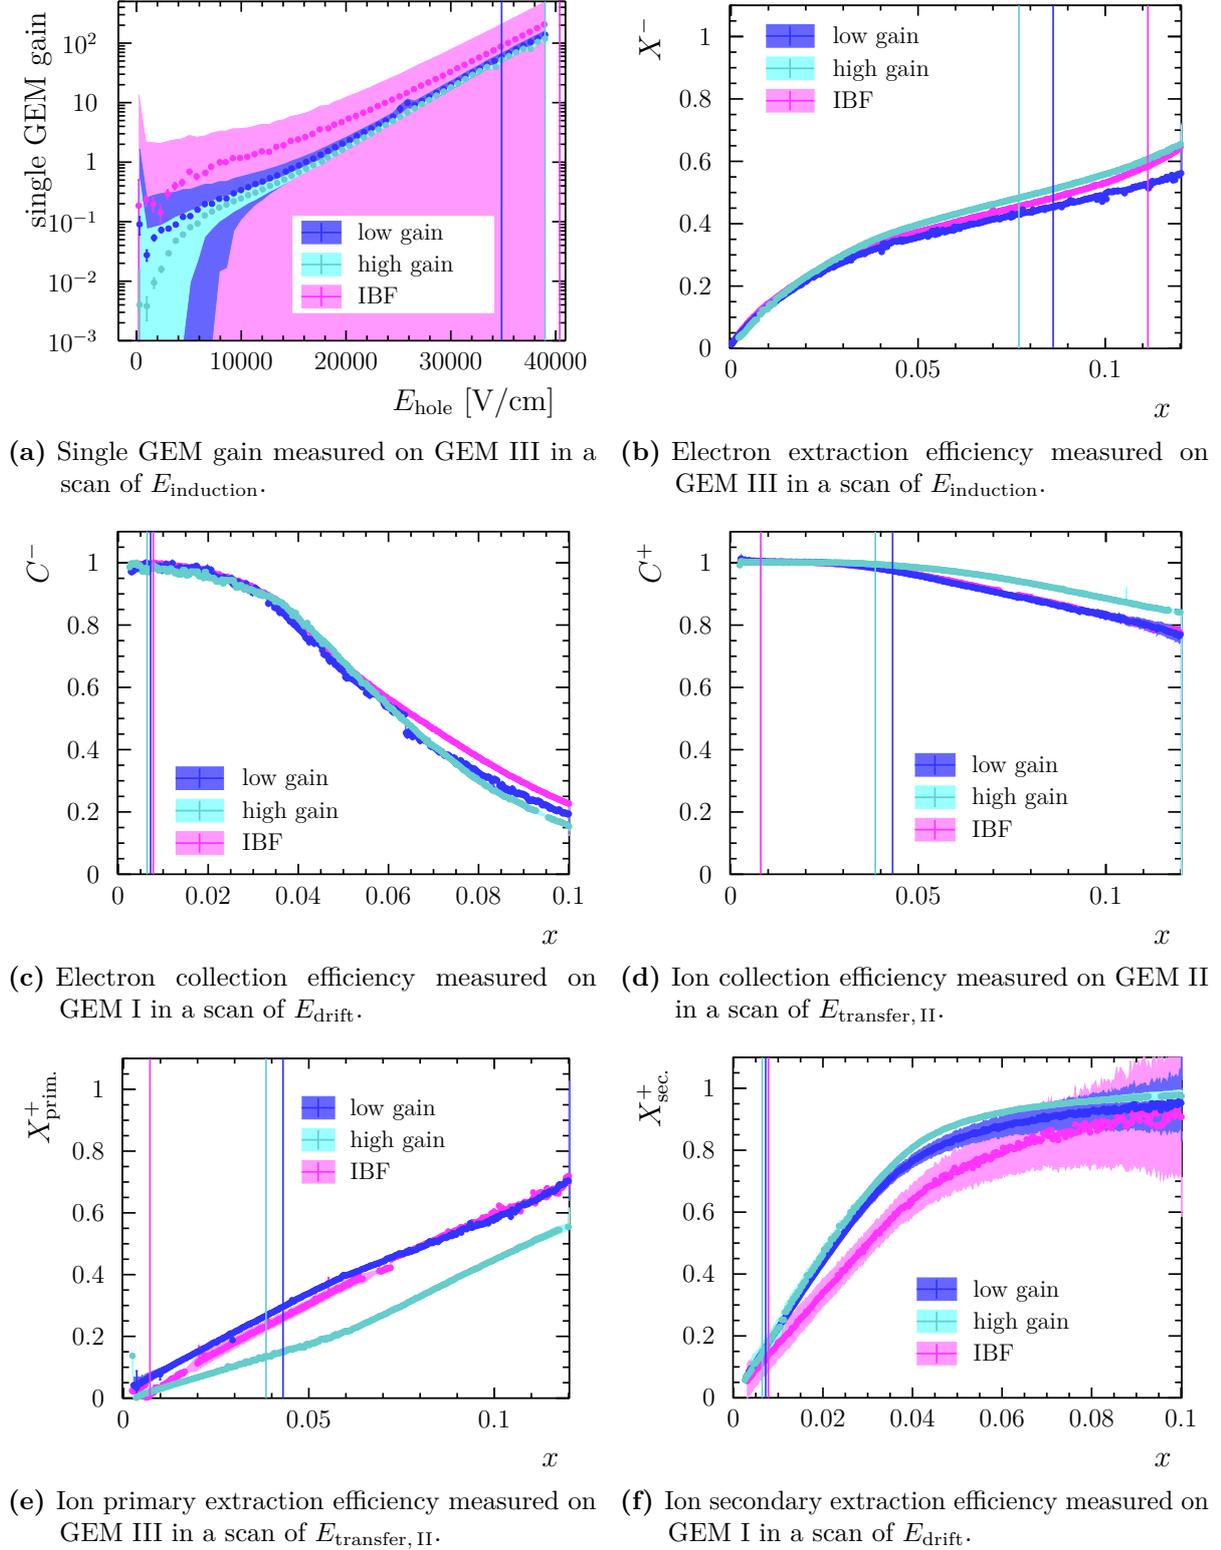 single GEM gain
10²
10
1
10⁻¹
10⁻²
10⁻³
low gain
high gain
IBF
0 10000 20000 30000 40000
E_hole [V/cm]
X⁻
1
0.8
0.6
0.4
0.2
0
low gain
high gain
IBF
0 0.05 0.1
x
(a) Single GEM gain measured on GEM III in a
scan of E_induction.
(b) Electron extraction efficiency measured on
GEM III in a scan of E_induction.
C⁻
1
0.8
0.6
0.4
0.2
0
low gain
high gain
IBF
0 0.02 0.04 0.06 0.08 0.1
x
C⁺
1
0.8
0.6
0.4
0.2
0
low gain
high gain
IBF
0 0.05 0.1
x
(c) Electron collection efficiency measured on
GEM I in a scan of E_drift.
(d) Ion collection efficiency measured on GEM II
in a scan of E_transfer, II.
X⁺_prim.
1
0.8
0.6
0.4
0.2
0
low gain
high gain
IBF
0 0.05 0.1
x
X⁺_sec.
1
0.8
0.6
0.4
0.2
0
low gain
high gain
IBF
0 0.02 0.04 0.06 0.08 0.1
x
(e) Ion primary extraction efficiency measured on
GEM III in a scan of E_transfer, II.
(f) Ion secondary extraction efficiency measured on
GEM I in a scan of E_drift.